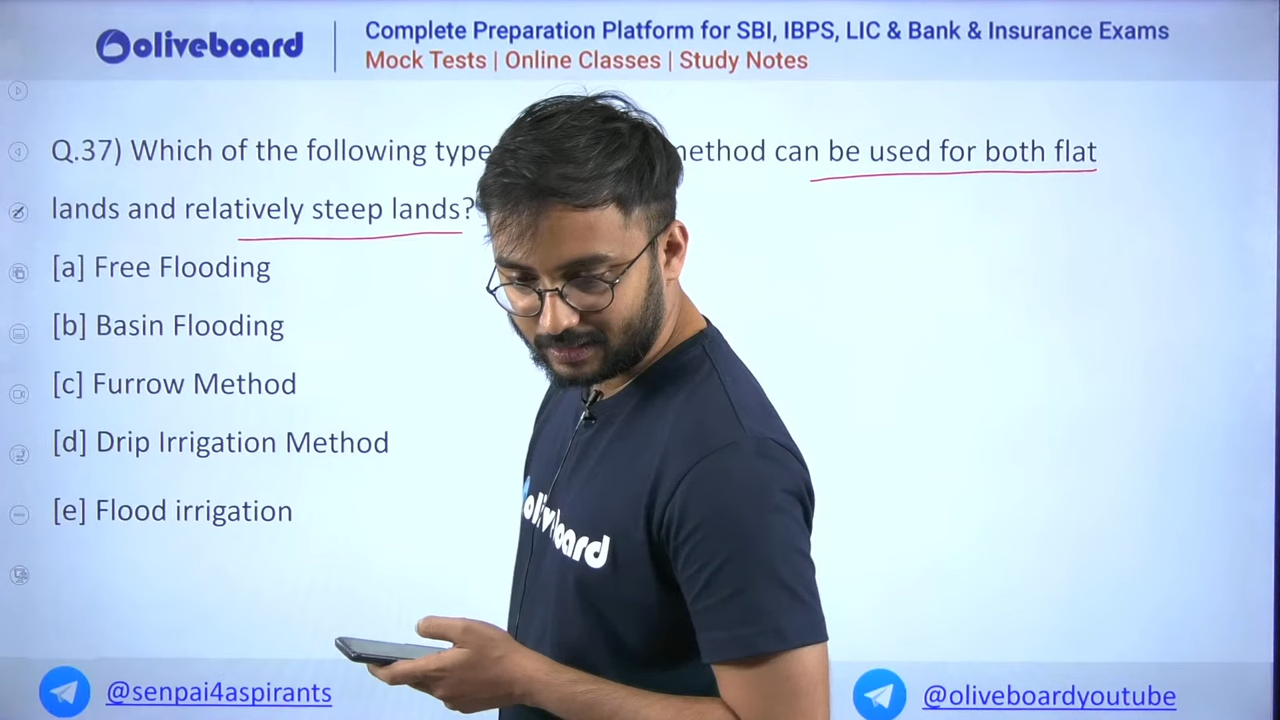 oliveboard
Complete Preparation Platform for SBI, IBPS, LIC & Bank & Insurance Exams
Mock Tests | Online Classes | Study Notes
Q.37) Which of the following type method can be used for both flat
lands and relatively steep lands?
[a] Free Flooding
[b] Basin Flooding
[c] Furrow Method
[d] Drip Irrigation Method
[e] Flood irrigation
oliveboard
@senpai4aspirants
@oliveboardyoutube